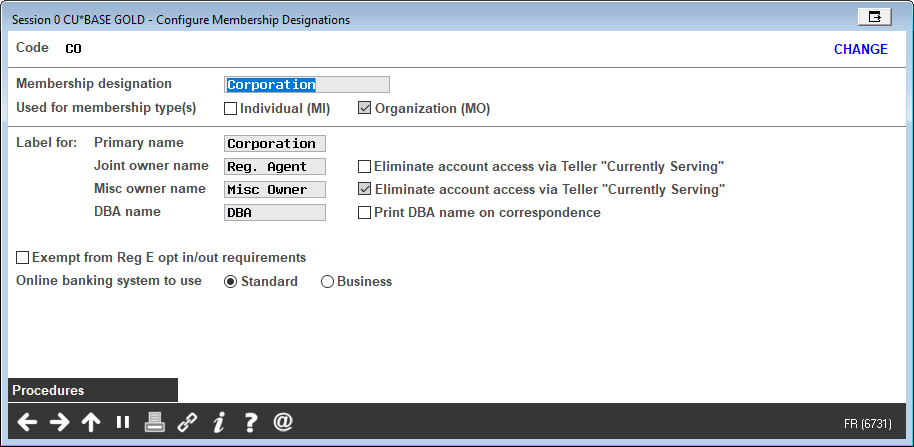 Session 0 CU*BASE GOLD - Configure Membership Designations
Code CO CHANGE
Membership designation Corporation
Used for membership type(s) Individual (MI) Organization (MO)
Label for: Primary name Corporation
Joint owner name Reg. Agent Eliminate account access via Teller "Currently Serving"
Misc owner name Misc Owner Eliminate account access via Teller "Currently Serving"
DBA name DBA Print DBA name on correspondence
Exempt from Reg E opt in/out requirements
Online banking system to use Standard Business
Procedures
FR (6731)